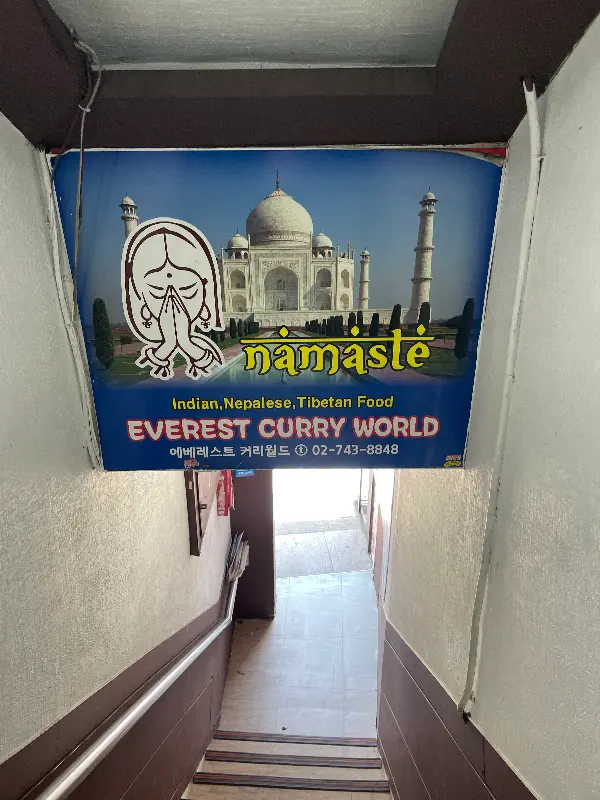 namaste
Indian,Nepalese,Tibetan Food
EVEREST CURRY WORLD
에베레스트 커리월드 ⓣ 02-743-8848